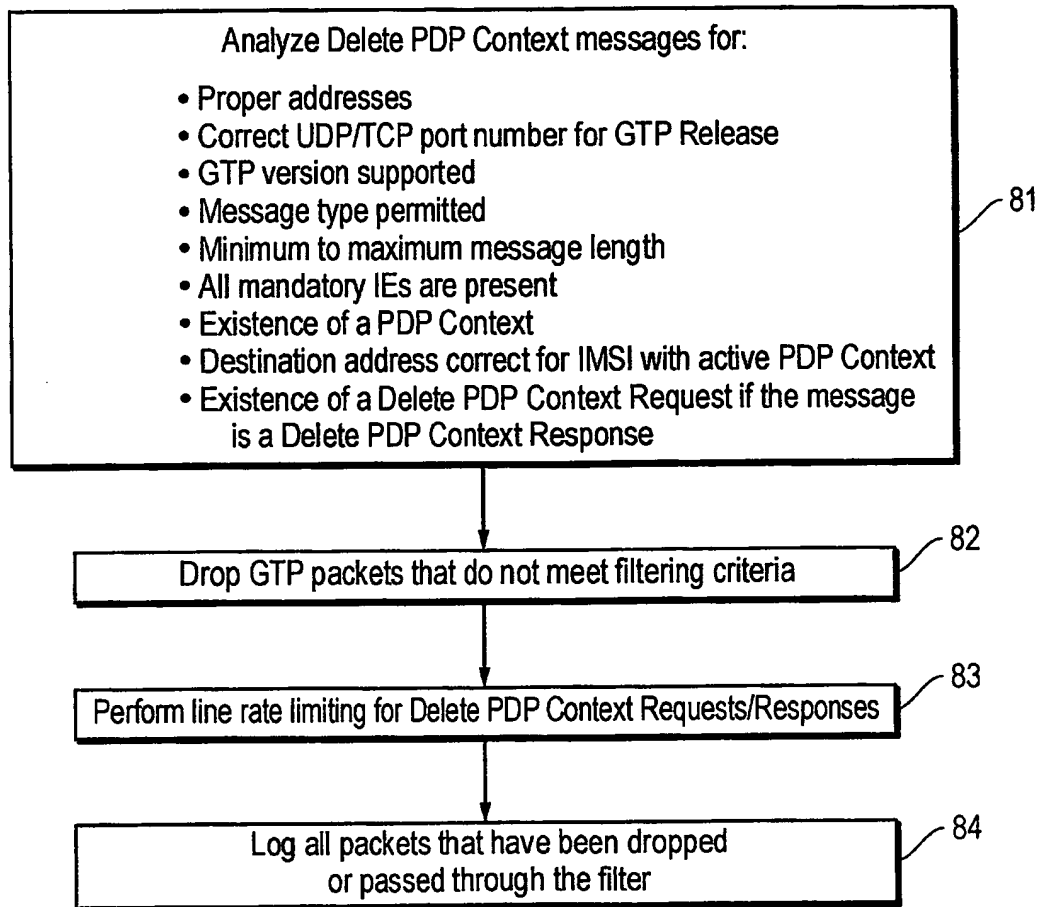 Analyze Delete PDP Context messages for:
• Proper addresses
• Correct UDP/TCP port number for GTP Release
• GTP version supported
• Message type permitted
• Minimum to maximum message length
• All mandatory IEs are present
• Existence of a PDP Context
• Destination address correct for IMSI with active PDP Context
• Existence of a Delete PDP Context Request if the message
is a Delete PDP Context Response
81
82
Drop GTP packets that do not meet filtering criteria
83
Perform line rate limiting for Delete PDP Context Requests/Responses
84
Log all packets that have been dropped
or passed through the filter